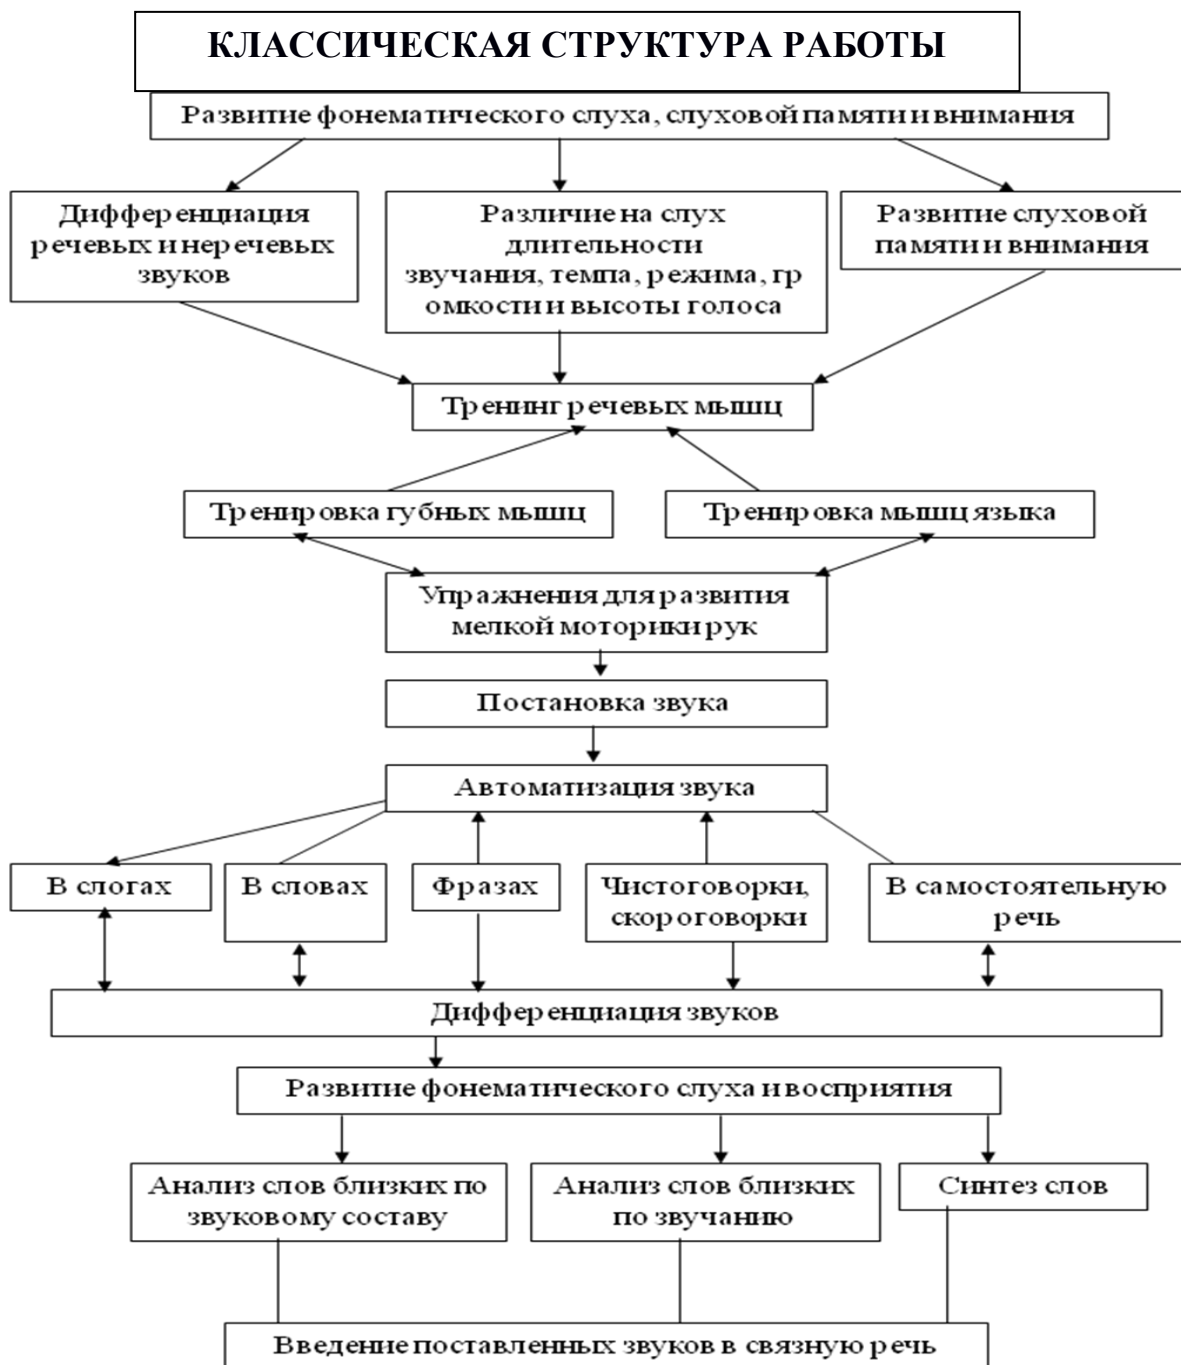 КЛАССИЧЕСКАЯ СТРУКТУРА РАБОТЫ
Развитие фонематического слуха, слуховой памяти и внимания
Дифференциация
речевых и неречевых
звуков
Различие на слух
длительности
звучания, темпа, режима, гр
омкости и высоты голоса
Развитие слуховой
памяти и внимания
Тренинг речевых мышц
Тренировка губных мышц
Тренировка мышц языка
Упражнения для развития
мелкой моторики рук
Постановка звука
Автоматизация звука
В слогах
В словах
Фразах
Чистоговорки,
скороговорки
В самостоятельную
речь
Дифференциация звуков
Развитие фонематического слуха и восприятия
Анализ слов близких по
звуковому составу
Анализ слов близких
по звучанию
Синтез слов
Введение поставленных звуков в связную речь